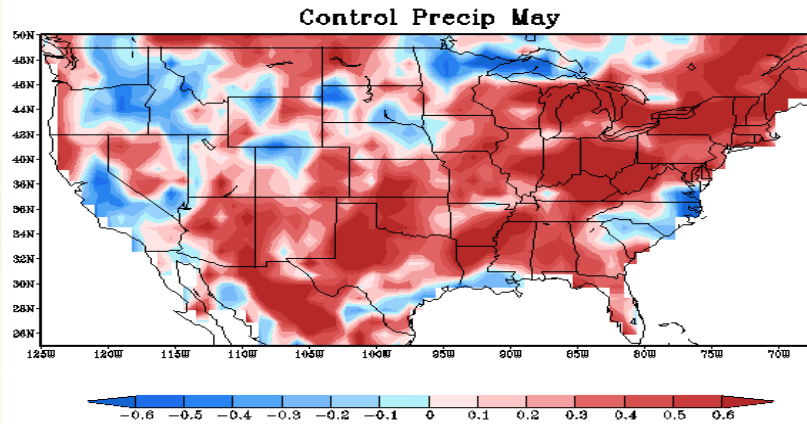 Control Precip May
50N
48N
46N
44N
42N
40N
38N
36N
34N
32N
30N
28N
26N
125W 120W 115W 110W 105W 100W 95W 90W 85W 80W 75W 70W
-0.6 -0.5 -0.4 -0.3 -0.2 -0.1 0 0.1 0.2 0.3 0.4 0.5 0.6